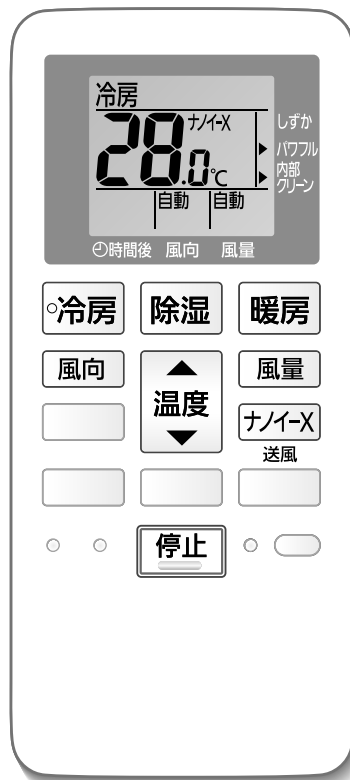 冷房
28.0℃ ナノイーX
しずか
パワフル
内部
クリーン
自動 自動
時間後 風向 風量
冷房 除湿 暖房
風向 風量
温度
ナノイーX
送風
停止